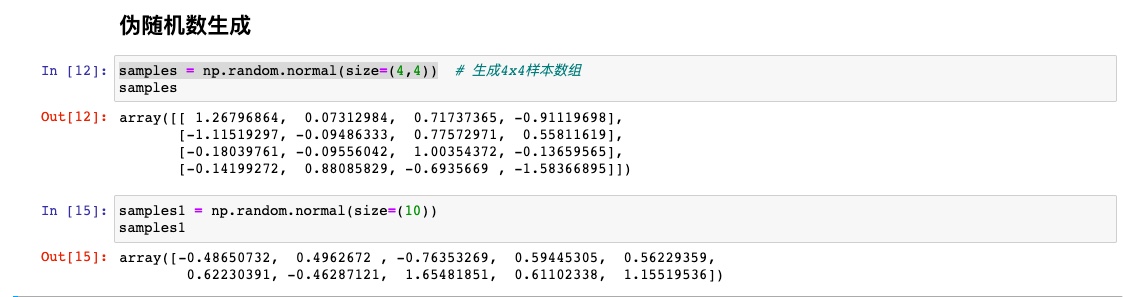 伪随机数生成
In [12]: samples = np.random.normal(size=(4,4))  # 生成4x4样本数组
samples
Out[12]: array([[ 1.26796864,  0.07312984,  0.71737365, -0.91119698],
[-1.11519297, -0.09486333,  0.77572971,  0.55811619],
[-0.18039761, -0.09556042,  1.00354372, -0.13659565],
[-0.14199272,  0.88085829, -0.6935669 , -1.58366895]])
In [15]: samples1 = np.random.normal(size=(10))
samples1
Out[15]: array([-0.48650732,  0.4962672 , -0.76353269,  0.59445305,  0.56229359,
0.62230391, -0.46287121,  1.65481851,  0.61102338,  1.15519536])